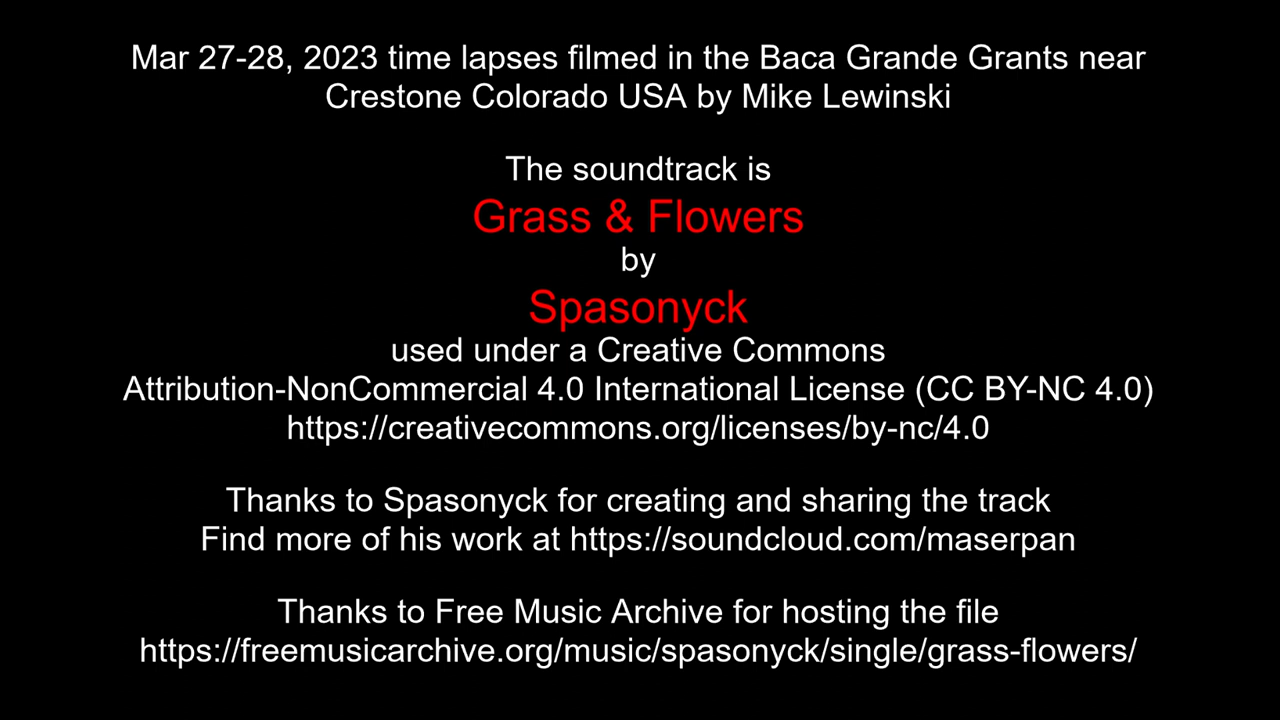 Mar 27-28, 2023 time lapses filmed in the Baca Grande Grants near
Crestone Colorado USA by Mike Lewinski
The soundtrack is
Grass & Flowers
by
Spasonyck
used under a Creative Commons
Attribution-NonCommercial 4.0 International License (CC BY-NC 4.0)
https://creativecommons.org/licenses/by-nc/4.0
Thanks to Spasonyck for creating and sharing the track
Find more of his work at https://soundcloud.com/maserpan
Thanks to Free Music Archive for hosting the file
https://freemusicarchive.org/music/spasonyck/single/grass-flowers/